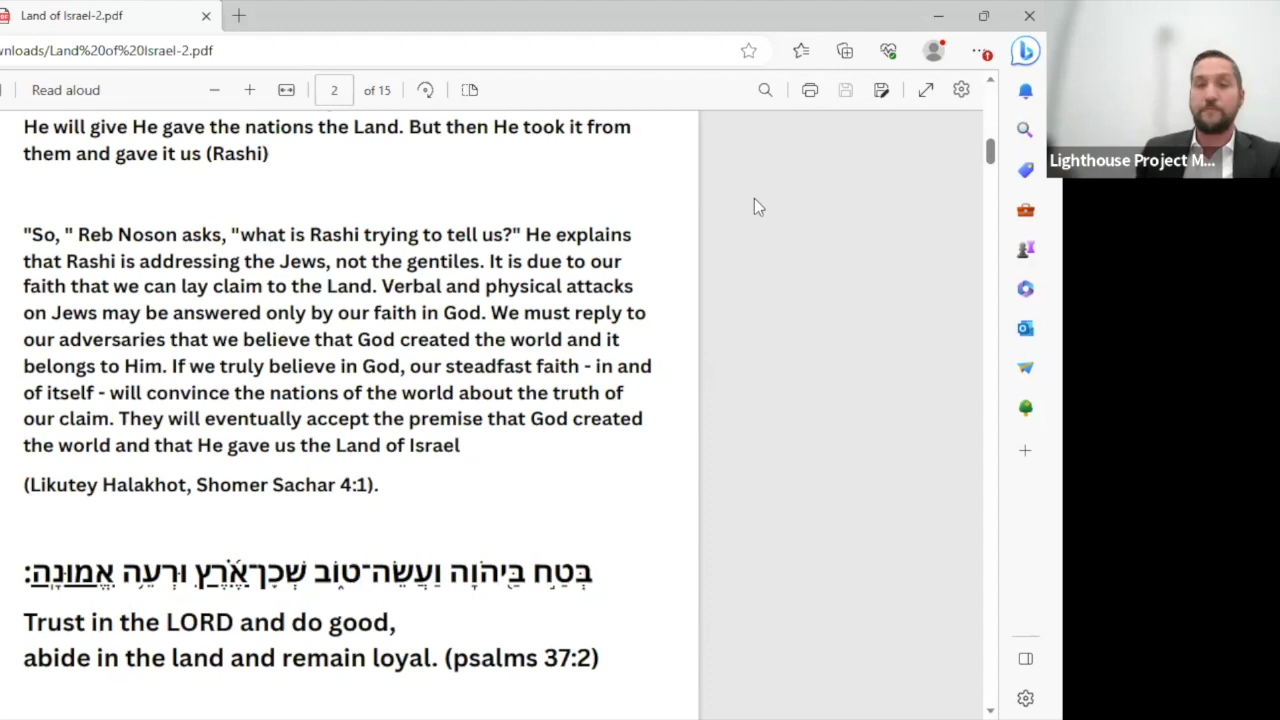 Land of Israel-2.pdf
wnloads/Land%20of%20Israel-2.pdf
Read aloud
2 of 15
Lighthouse Project M...
He will give He gave the nations the Land. But then He took it from
them and gave it us (Rashi)
"So, " Reb Noson asks, "what is Rashi trying to tell us?" He explains
that Rashi is addressing the Jews, not the gentiles. It is due to our
faith that we can lay claim to the Land. Verbal and physical attacks
on Jews may be answered only by our faith in God. We must reply to
our adversaries that we believe that God created the world and it
belongs to Him. If we truly believe in God, our steadfast faith - in and
of itself - will convince the nations of the world about the truth of
our claim. They will eventually accept the premise that God created
the world and that He gave us the Land of Israel
(Likutey Halakhot, Shomer Sachar 4:1).
בְּטַ֣ח בַּ֭יהֹוָה וַעֲשֵׂה־ט֑וֹב שְׁכׇן־אֶ֝֗רֶץ וּרְעֵ֥ה אֱמוּנָֽה׃
Trust in the LORD and do good,
abide in the land and remain loyal. (psalms 37:2)